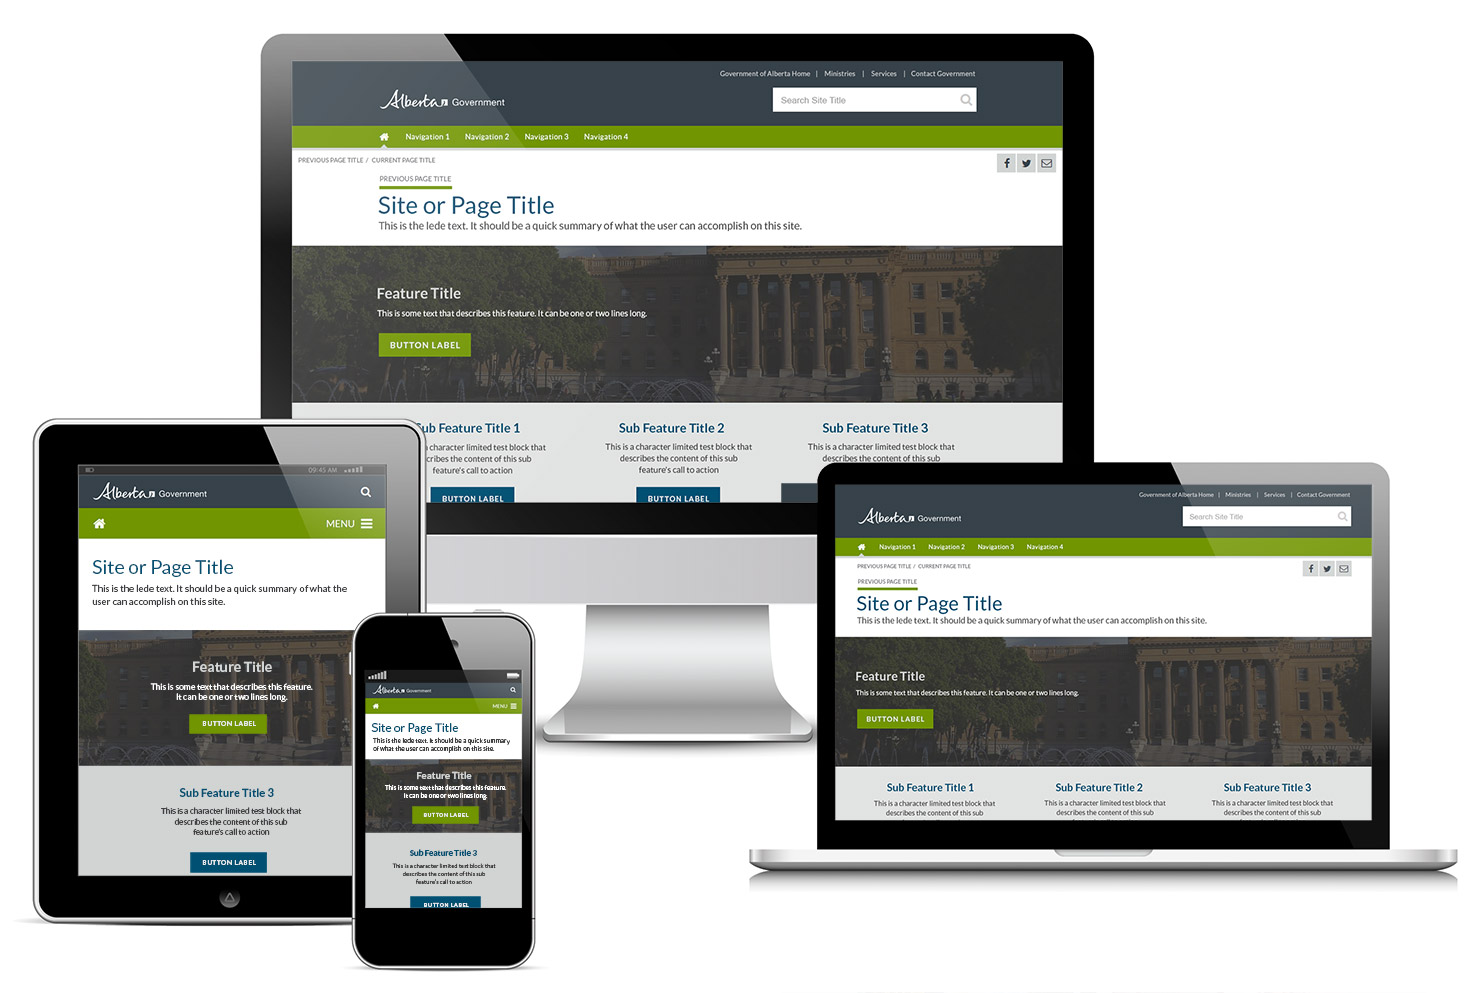 Government of Alberta Home | Ministries | Services | Contact Government
Alberta Government
Search Site Title
Navigation 1 Navigation 2 Navigation 3 Navigation 4
PREVIOUS PAGE TITLE / CURRENT PAGE TITLE
PREVIOUS PAGE TITLE
Site or Page Title
This is the lede text. It should be a quick summary of what the user can accomplish on this site.
Feature Title
This is some text that describes this feature. It can be one or two lines long.
BUTTON LABEL
ub Feature Title 1
character limited test block that
cribes the content of this sub
feature's call to action
BUTTON LABEL
Sub Feature Title 2
This is a character limited test block that
describes the content of this sub
feature's call to action
BUTTON LABEL
Sub Feature Title 3
This is a character limited test block that
describes the content of this sub
09:45 AM
Alberta Government
MENU
Site or Page Title
This is the lede text. It should be a quick summary of what the
user can accomplish on this site.
Feature Title
This is some text that describes this feature.
It can be one or two lines long.
BUTTON LABEL
Sub Feature Title 3
This is a character limited test block that
describes the content of this sub
feature's call to action
BUTTON LABEL
Alberta Government
MENU
Site or Page Title
This is the lede text. It should be a quick summary
of what the user can accomplish on this site.
Feature Title
This is some text that describes this feature.
It can be one or two lines long.
BUTTON LABEL
Sub Feature Title 3
This is a character limited test block that
describes the content of this sub
feature's call to action
BUTTON LABEL
Government of Alberta Home | Ministries | Services | Contact Government
Alberta Government
Search Site Title
Navigation 1 Navigation 2 Navigation 3 Navigation 4
PREVIOUS PAGE TITLE / CURRENT PAGE TITLE
PREVIOUS PAGE TITLE
Site or Page Title
This is the lede text. It should be a quick summary of what the user can accomplish on this site.
Feature Title
This is some text that describes this feature. It can be one or two lines long.
BUTTON LABEL
Sub Feature Title 1
This is a character limited test block that
describes the content of this sub
Sub Feature Title 2
This is a character limited test block that
describes the content of this sub
Sub Feature Title 3
This is a character limited test block that
describes the content of this sub